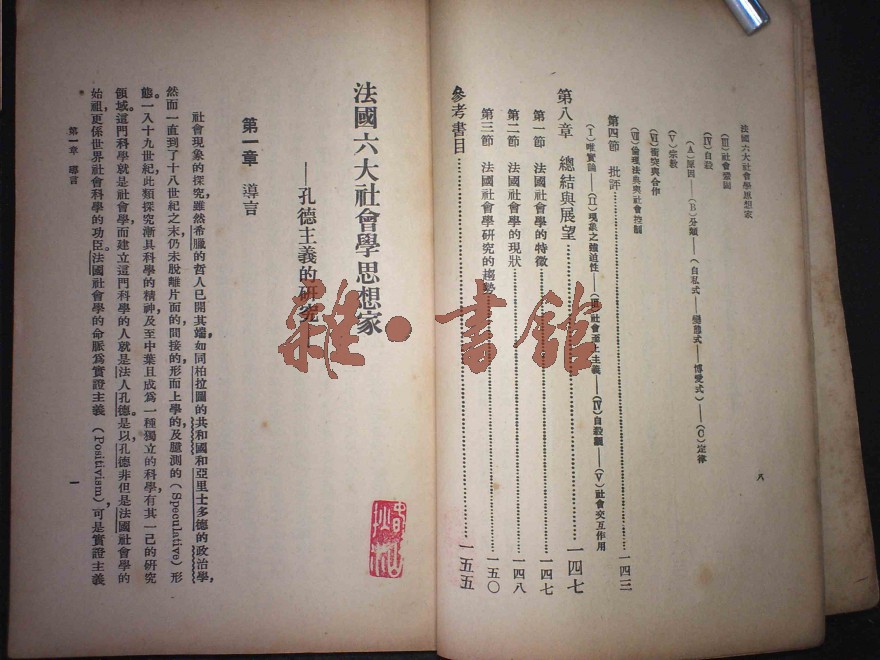 法國六大社會學思想家
(Ⅲ)社會鑿圖
(Ⅳ)自殺
(A)原因——(B)分類——(自私式——變態式——博愛式)——(C)定律
(Ⅴ)宗教
(Ⅵ)衝突與合作
(Ⅶ)倫理法典與社會控制
第四節 批評……一四三
(Ⅰ)唯實論——(Ⅱ)現象之強迫性——(Ⅲ)社會至上主義——(Ⅳ)自殺觀——(Ⅴ)社會交互作用
第八章 總結與展望……一四七
第一節 法國社會學的特徵……一四七
第二節 法國社會學的現狀……一四八
第三節 法國社會學研究的趨勢……一五〇
參考書目……一五五
八
法國六大社會學思想家
——孔德主義的研究
第一章 導言
社會現象的探究,雖然希臘的哲人已開其端,如同柏拉圖的共和國和亞里士多德的政治學,
然而一直到了十八世紀之末,仍未脫離片面的,間接的,形而上學的,及臆測的(Speculative)形
態。一入十九世紀,此類探究漸具科學的精神,及至中葉且成爲一種獨立的科學,有其一己的研究
領域。這門科學就是社會學,而建立這門科學的人就是法人孔德。是以孔德非但是法國社會學的
始祖,更係世界社會科學的功臣。法國社會學的命脈爲實證主義(Positivism),可是實證主義
第一章 導言
一
雜·書館